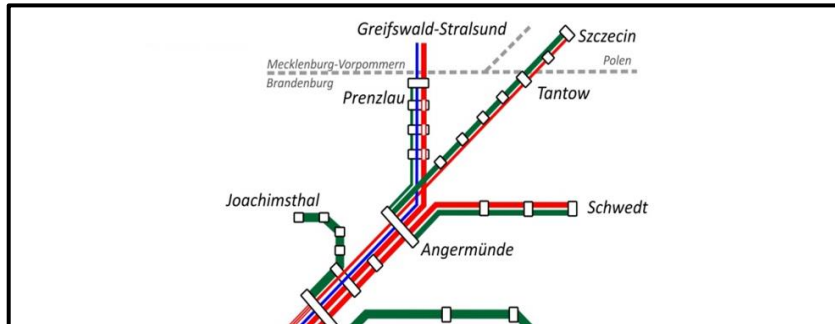 Greifswald-Stralsund
Szczecin
Mecklenburg-Vorpommern
Polen
Brandenburg
Prenzlau
Tantow
Joachimsthal
Schwedt
Angermünde